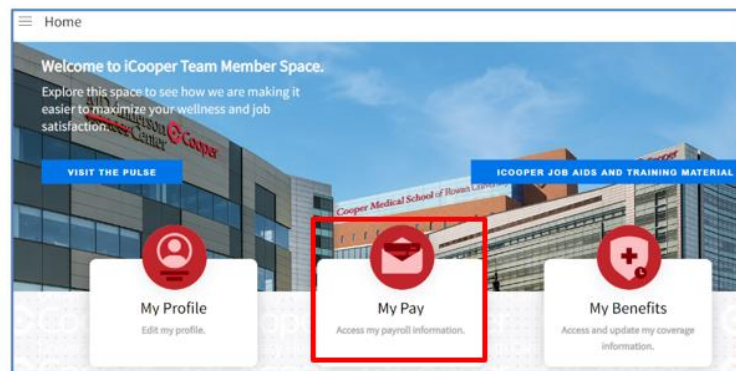 Home
Welcome to iCooper Team Member Space.
Explore this space to see how we are making it
easier to maximize your wellness and job
satisfaction.
Cooper
VISIT THE PULSE
ICOOPER JOB AIDS AND TRAINING MATERIAL
Cooper Medical School of Rowan
My Profile
Edit my profile.
My Pay
Access my payroll information.
My Benefits
Access and update my coverage
information.